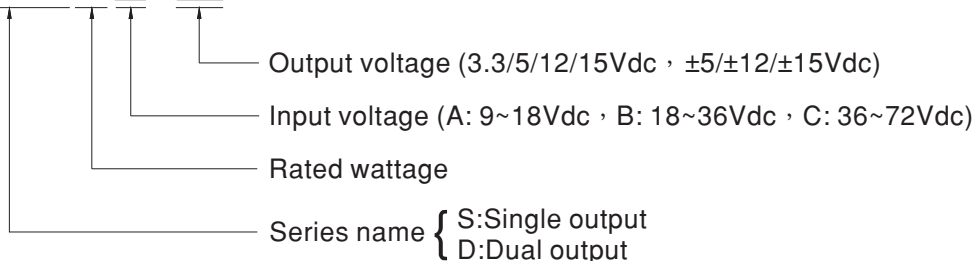 Output voltage (3.3/5/12/15Vdc，±5/±12/±15Vdc)
Input voltage (A: 9~18Vdc，B: 18~36Vdc，C: 36~72Vdc)
Rated wattage
Series name { S:Single output
D:Dual output